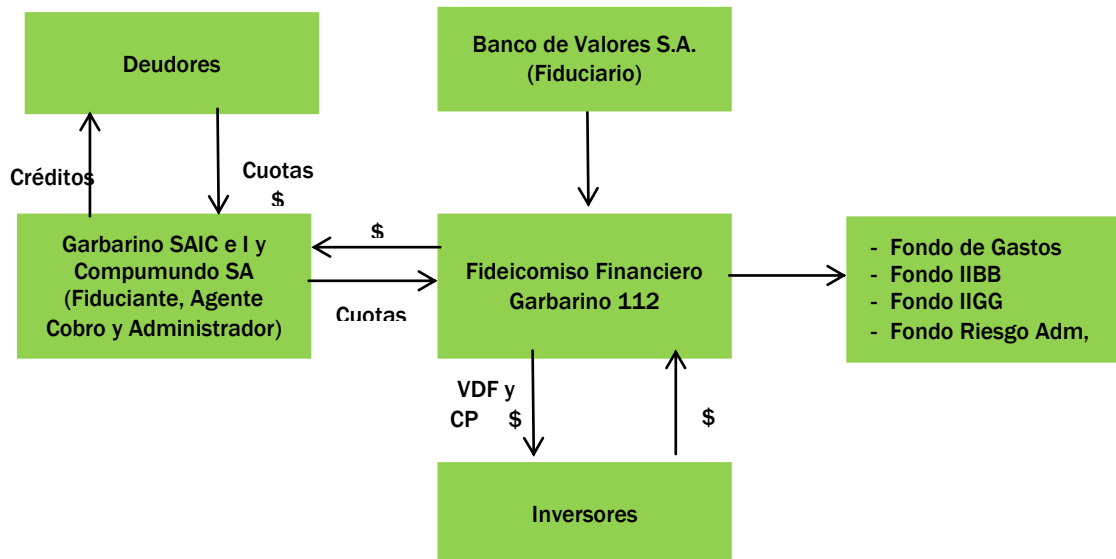 Deudores
Banco de Valores S.A.
(Fiduciario)
Créditos
Cuotas
$
Garbarino SAIC e I y
Compumundo SA
(Fiduciante, Agente
Cobro y Administrador)
$
Cuotas
Fideicomiso Financiero
Garbarino 112
- Fondo de Gastos
- Fondo IIBB
- Fondo IIGG
- Fondo Riesgo Adm,
VDF y
CP $
$
Inversores